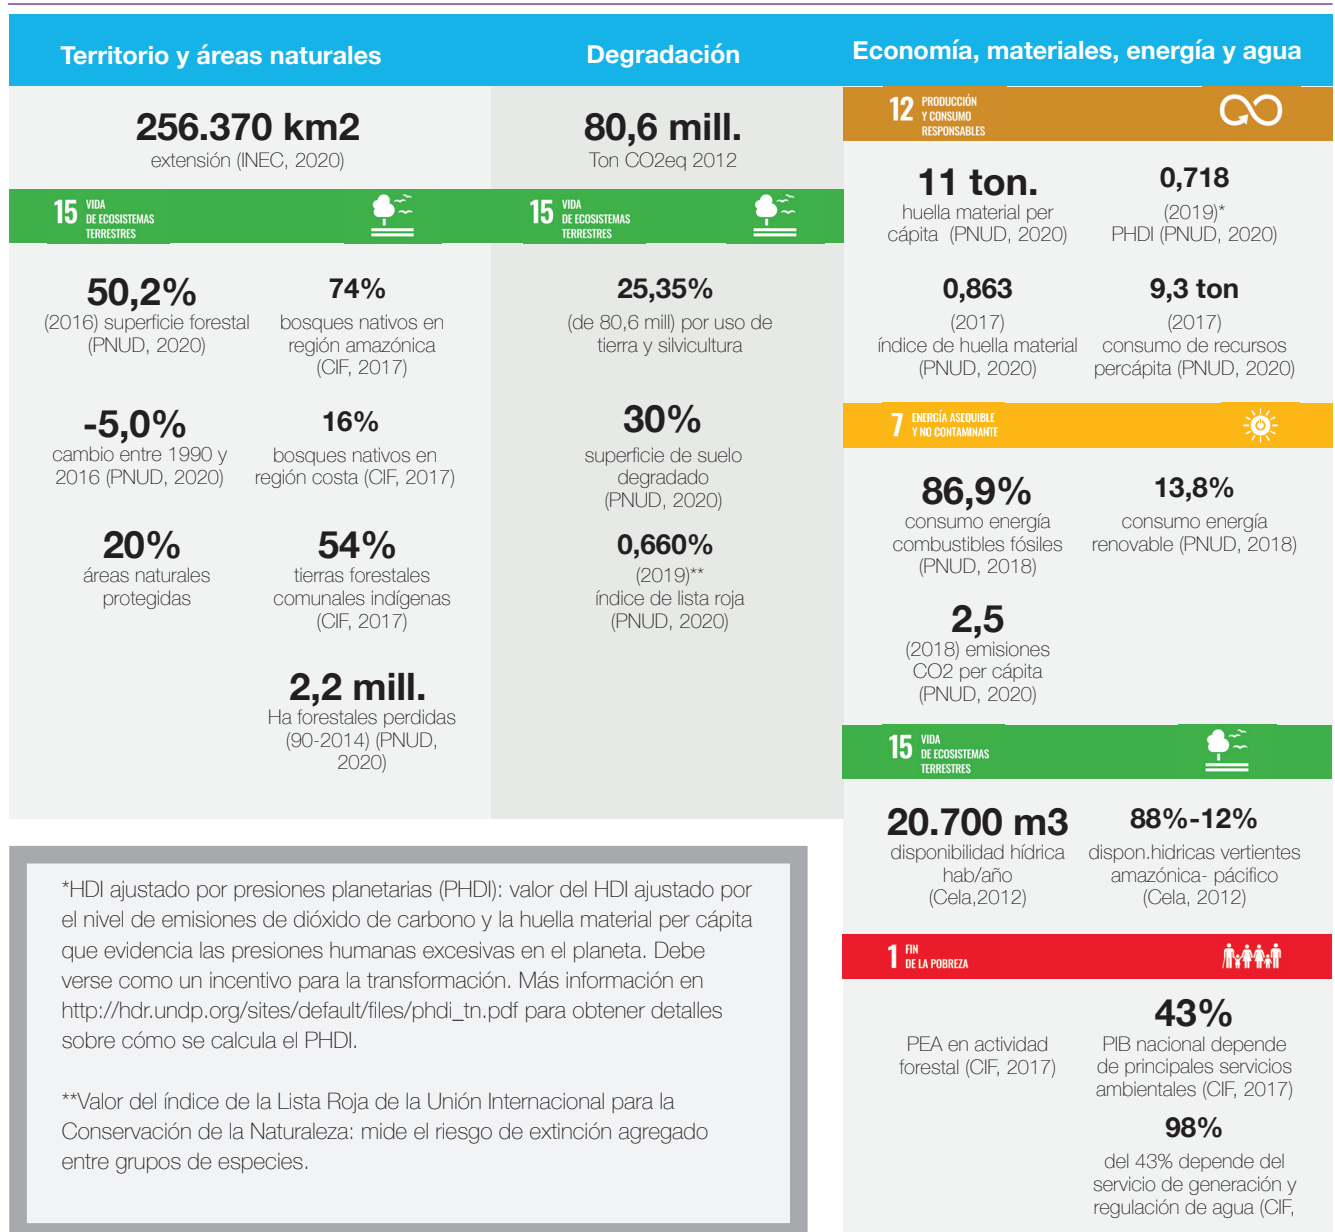 Territorio y áreas naturales
256.370 km2
extensión (INEC, 2020)
15 VIDA
DE ECOSISTEMAS
TERRESTRES
50,2%
(2016) superficie forestal
(PNUD, 2020)
74%
bosques nativos en
región amazónica
(CIF, 2017)
-5,0%
cambio entre 1990 y
2016 (PNUD, 2020)
16%
bosques nativos en
región costa (CIF, 2017)
20%
áreas naturales
protegidas
54%
tierras forestales
comunales indígenas
(CIF, 2017)
2,2 mill.
Ha forestales perdidas
(90-2014) (PNUD,
2020)
Degradación
80,6 mill.
Ton CO2eq 2012
15 VIDA
DE ECOSISTEMAS
TERRESTRES
25,35%
(de 80,6 mill) por uso de
tierra y silvicultura
30%
superficie de suelo
degradado
(PNUD, 2020)
0,660%
(2019)**
índice de lista roja
(PNUD, 2020)
Economía, materiales, energía y agua
12 PRODUCCIÓN
Y CONSUMO
RESPONSABLES
11 ton.
huella material per
cápita (PNUD, 2020)
0,718
(2019)*
PHDI (PNUD, 2020)
0,863
(2017)
índice de huella material
(PNUD, 2020)
9,3 ton
(2017)
consumo de recursos
percápita (PNUD, 2020)
7 ENERGÍA ASEQUIBLE
Y NO CONTAMINANTE
86,9%
consumo energía
combustibles fósiles
(PNUD, 2018)
13,8%
consumo energía
renovable (PNUD, 2018)
2,5
(2018) emisiones
CO2 per cápita
(PNUD, 2020)
15 VIDA
DE ECOSISTEMAS
TERRESTRES
20.700 m3
disponibilidad hídrica
hab/año
(Cela,2012)
88%-12%
dispon.hidricas vertientes
amazónica- pácifico
(Cela, 2012)
1 FIN
DE LA POBREZA
PEA en actividad
forestal (CIF, 2017)
43%
PIB nacional depende
de principales servicios
ambientales (CIF, 2017)
98%
del 43% depende del
servicio de generación y
regulación de agua (CIF,
*HDI ajustado por presiones planetarias (PHDI): valor del HDI ajustado por
el nivel de emisiones de dióxido de carbono y la huella material per cápita
que evidencia las presiones humanas excesivas en el planeta. Debe
verse como un incentivo para la transformación. Más información en
http://hdr.undp.org/sites/default/files/phdi_tn.pdf para obtener detalles
sobre cómo se calcula el PHDI.
**Valor del índice de la Lista Roja de la Unión Internacional para la
Conservación de la Naturaleza: mide el riesgo de extinción agregado
entre grupos de especies.